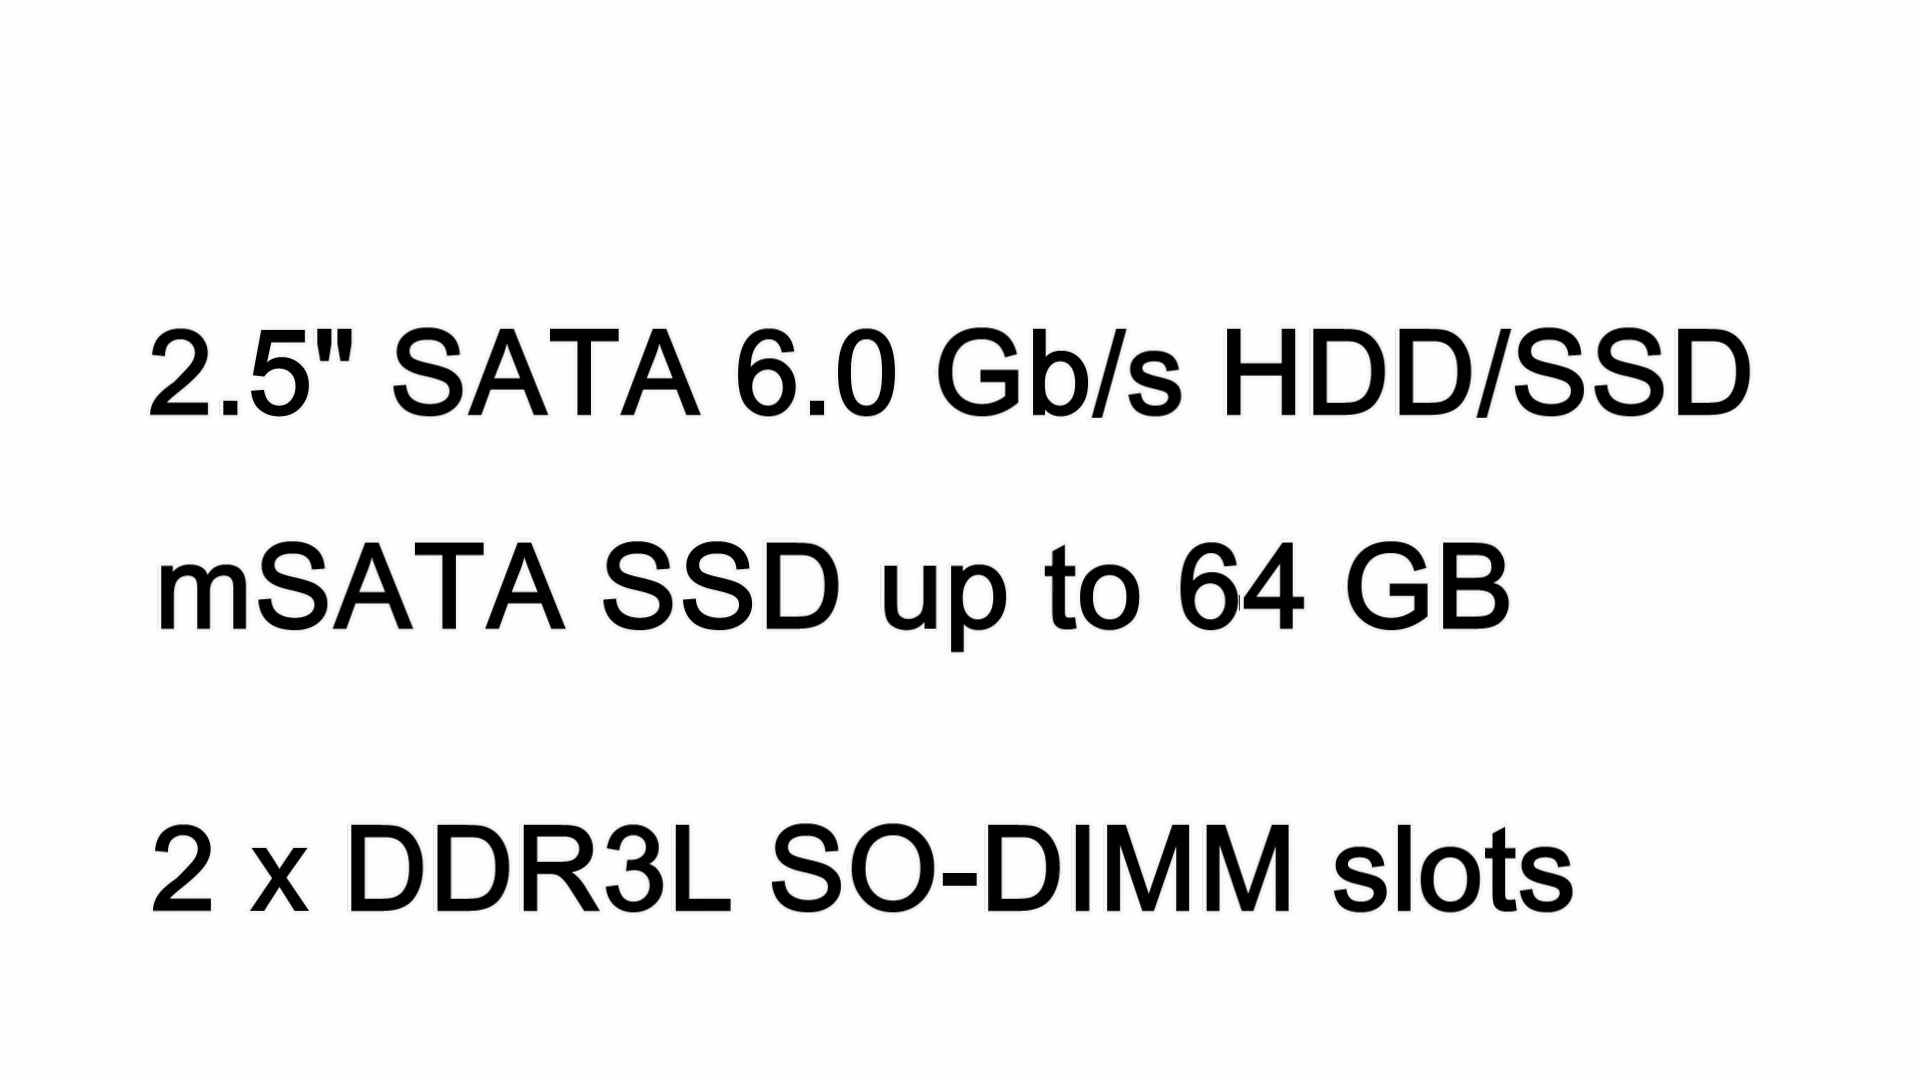 2.5" SATA 6.0 Gb/s HDD/SSD
mSATA SSD up to 64 GB
2 x DDR3L SO-DIMM slots